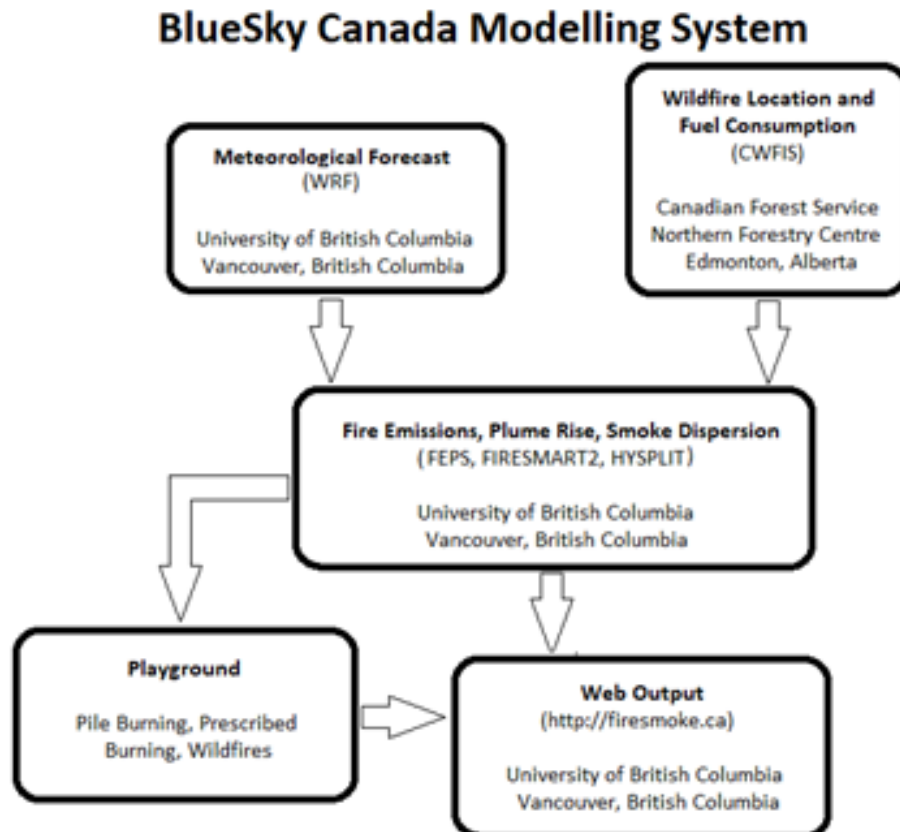 BlueSky Canada Modelling System
Meteorological Forecast
(WRF)
University of British Columbia
Vancouver, British Columbia
Wildfire Location and
Fuel Consumption
(CWFIS)
Canadian Forest Service
Northern Forestry Centre
Edmonton, Alberta
Fire Emissions, Plume Rise, Smoke Dispersion
( FEPS, FIRESMART2, HYSPLIT)
University of British Columbia
Vancouver, British Columbia
Playground
Pile Burning, Prescribed
Burning, Wildfires
Web Output
(http://firesmoke.ca)
University of British Columbia
Vancouver, British Columbia